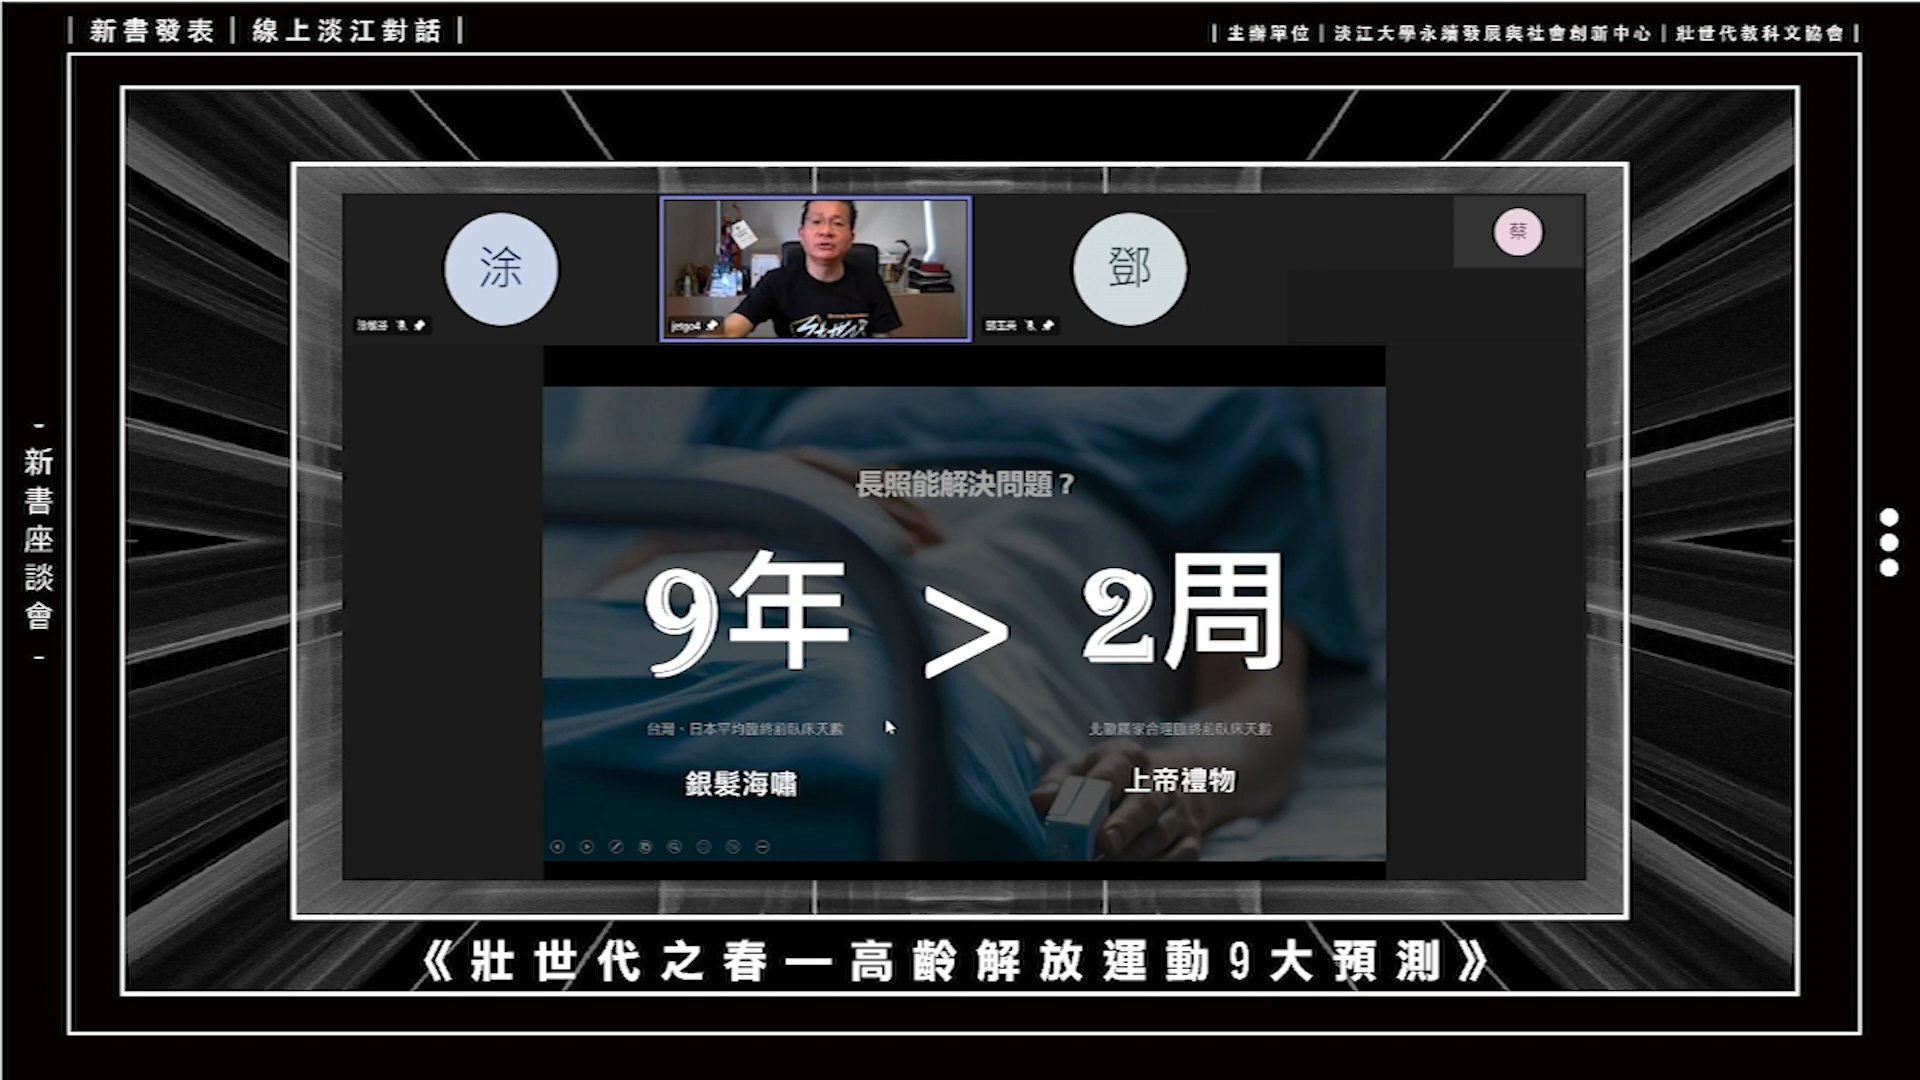 ｜新書發表｜線上淡江對話｜
｜主辦單位｜淡江大學永續發展與社會創新中心｜壯世代教科文協會｜
涂
鄧
蔡
jetgo4
長照能解決問題？
9年 > 2周
台灣、日本平均臨終前臥床天數
北歐國家合理臨終前臥床天數
銀髮海嘯
上帝禮物
- 新書座談會 -
《壯世代之春—高齡解放運動9大預測》